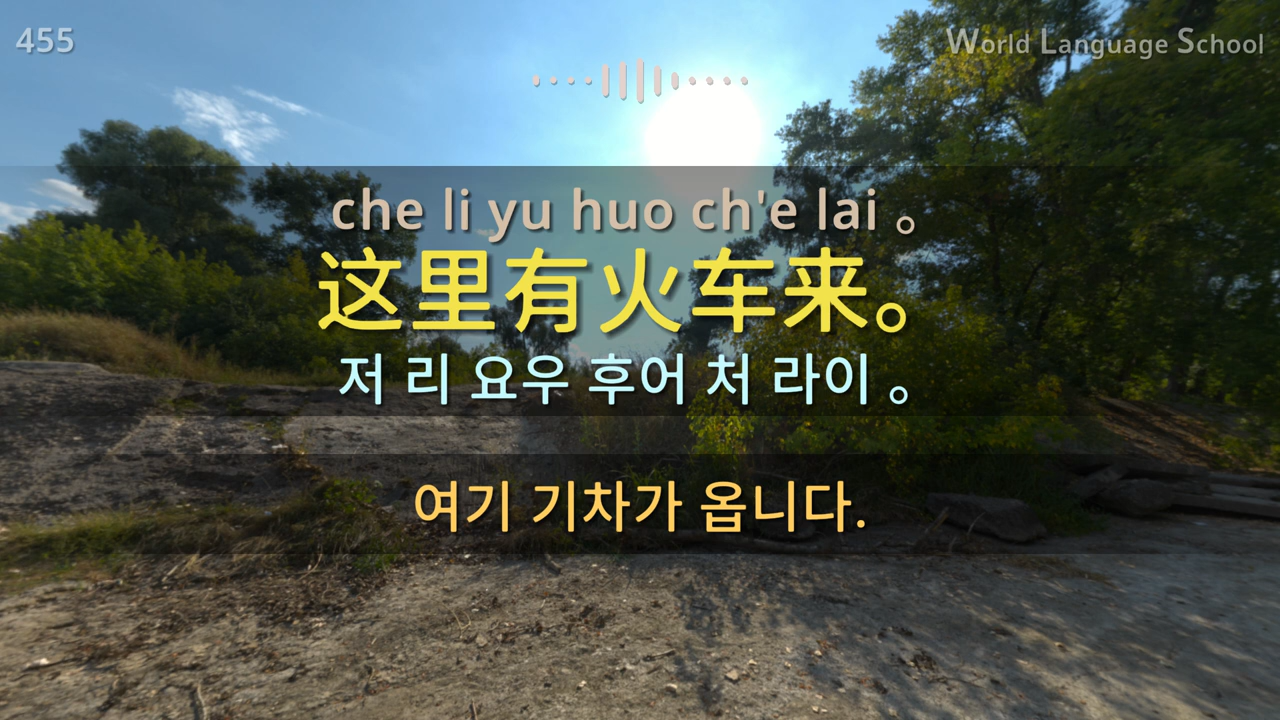 455
World Language School
che li yu huo ch'e lai 。
这里有火车来。
저 리 요우 후어 쳐 라이 。
여기 기차가 옵니다.